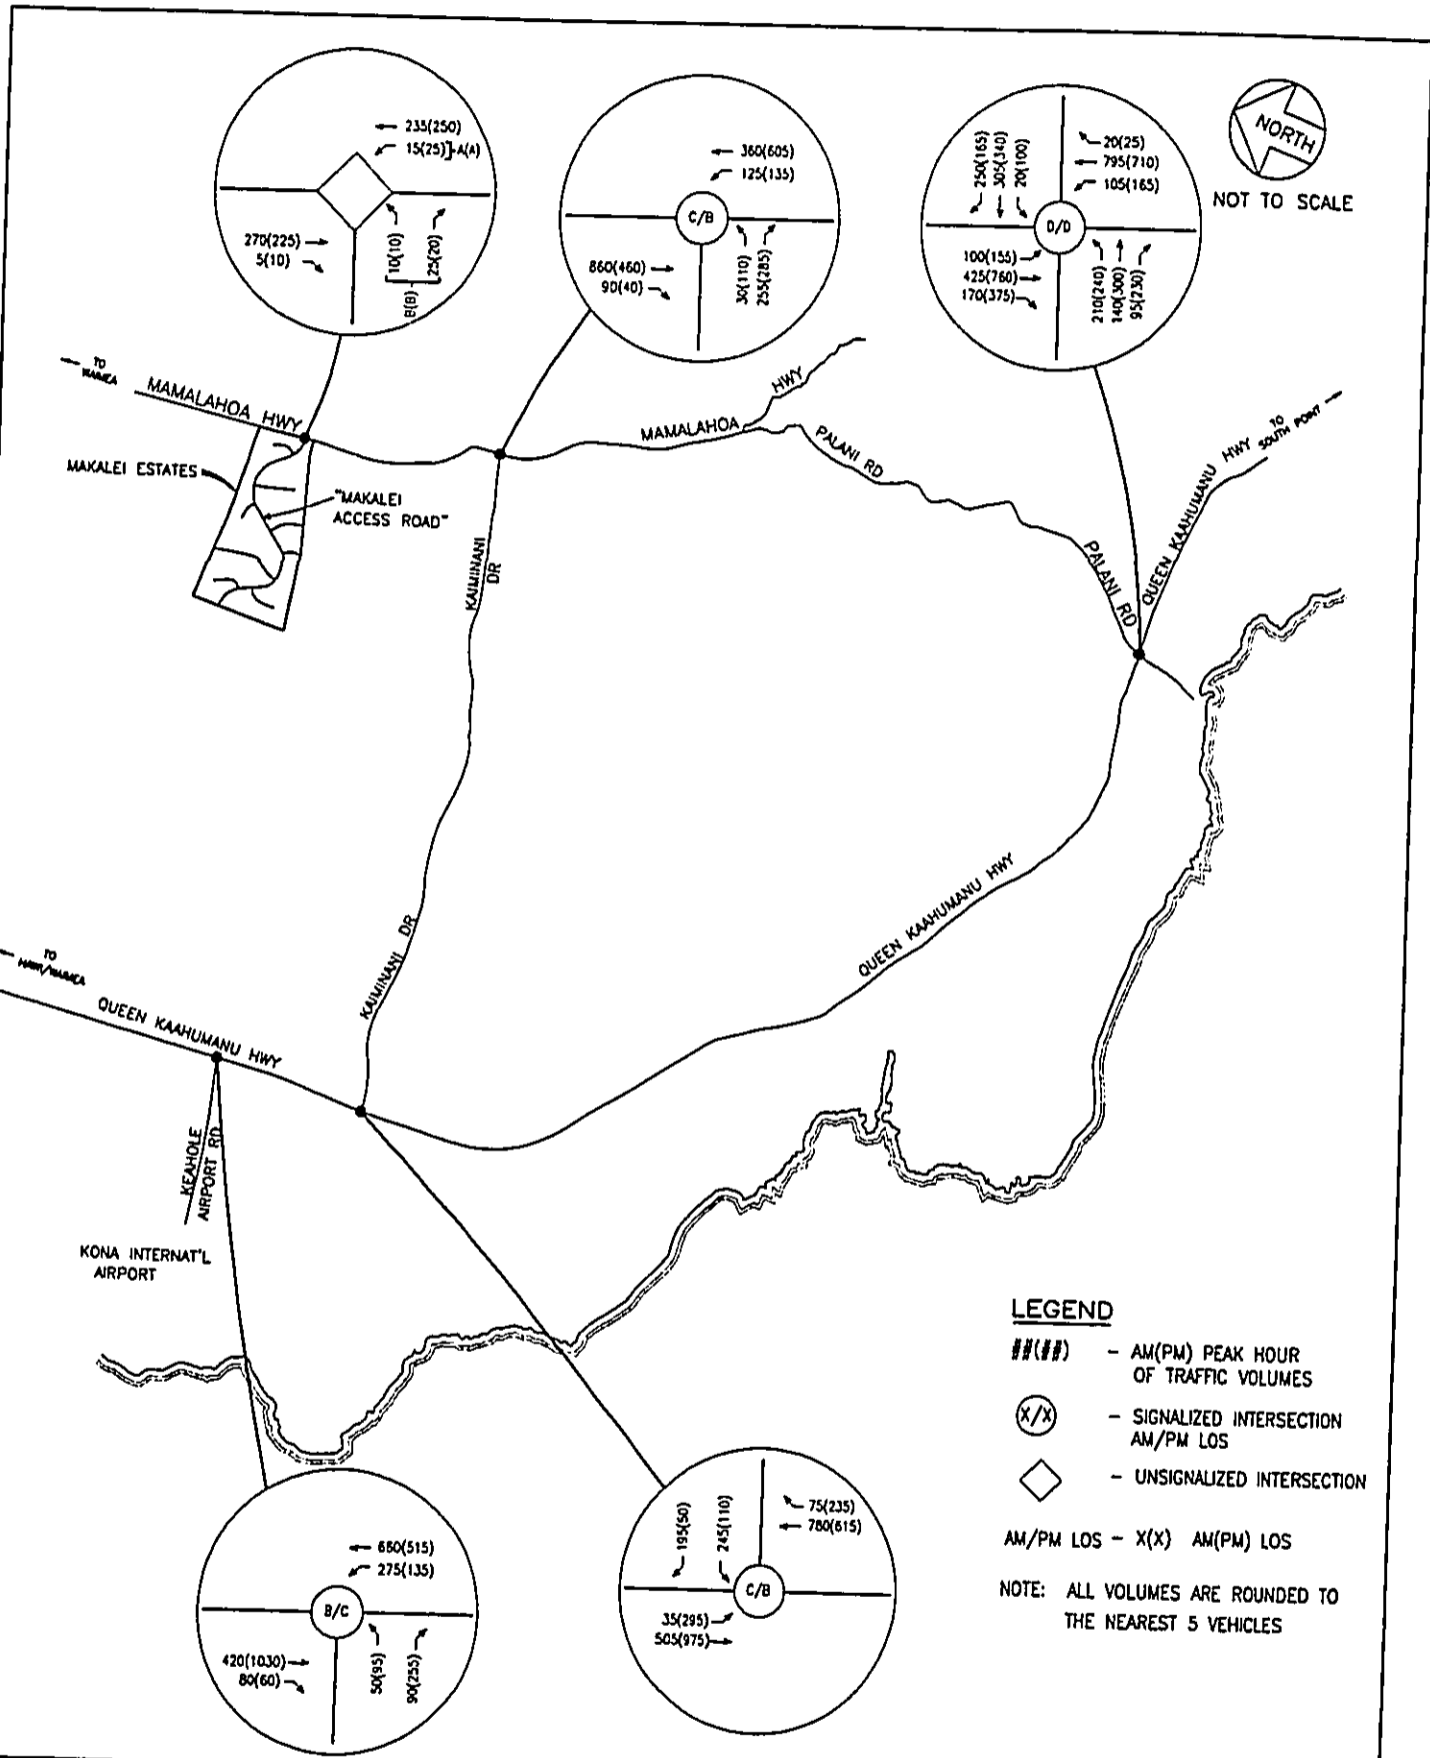 235(250)
15(25)]-A(A)
270(225)
5(10)
10(10)
25(20)
B(B)
360(605)
125(135)
C/B
860(460)
90(40)
30(110)
255(285)
250(165)
305(340)
20(100)
20(25)
795(710)
105(165)
D/D
100(155)
425(760)
170(375)
210(240)
140(300)
95(230)
NORTH
NOT TO SCALE
TO
WAIMEA
MAMALAHOA HWY
MAKALEI ESTATES
"MAKALEI
ACCESS ROAD"
MAMALAHOA
HWY
PALANI RD
KAIMINANI
DR
PALANI RD
QUEEN KAAHUMANU HWY
TO
SOUTH POINT
KAIMINANI DR
QUEEN KAAHUMANU HWY
TO
QUEEN KAAHUMANU HWY
KEAHOLE
AIRPORT RD
KONA INTERNAT'L
AIRPORT
660(515)
275(135)
B/C
420(1030)
80(60)
50(95)
90(255)
195(50)
245(110)
75(235)
780(615)
C/B
35(295)
505(975)
LEGEND
##(##) - AM(PM) PEAK HOUR
OF TRAFFIC VOLUMES
X/X - SIGNALIZED INTERSECTION
AM/PM LOS
- UNSIGNALIZED INTERSECTION
AM/PM LOS - X(X) AM(PM) LOS
NOTE: ALL VOLUMES ARE ROUNDED TO
THE NEAREST 5 VEHICLES